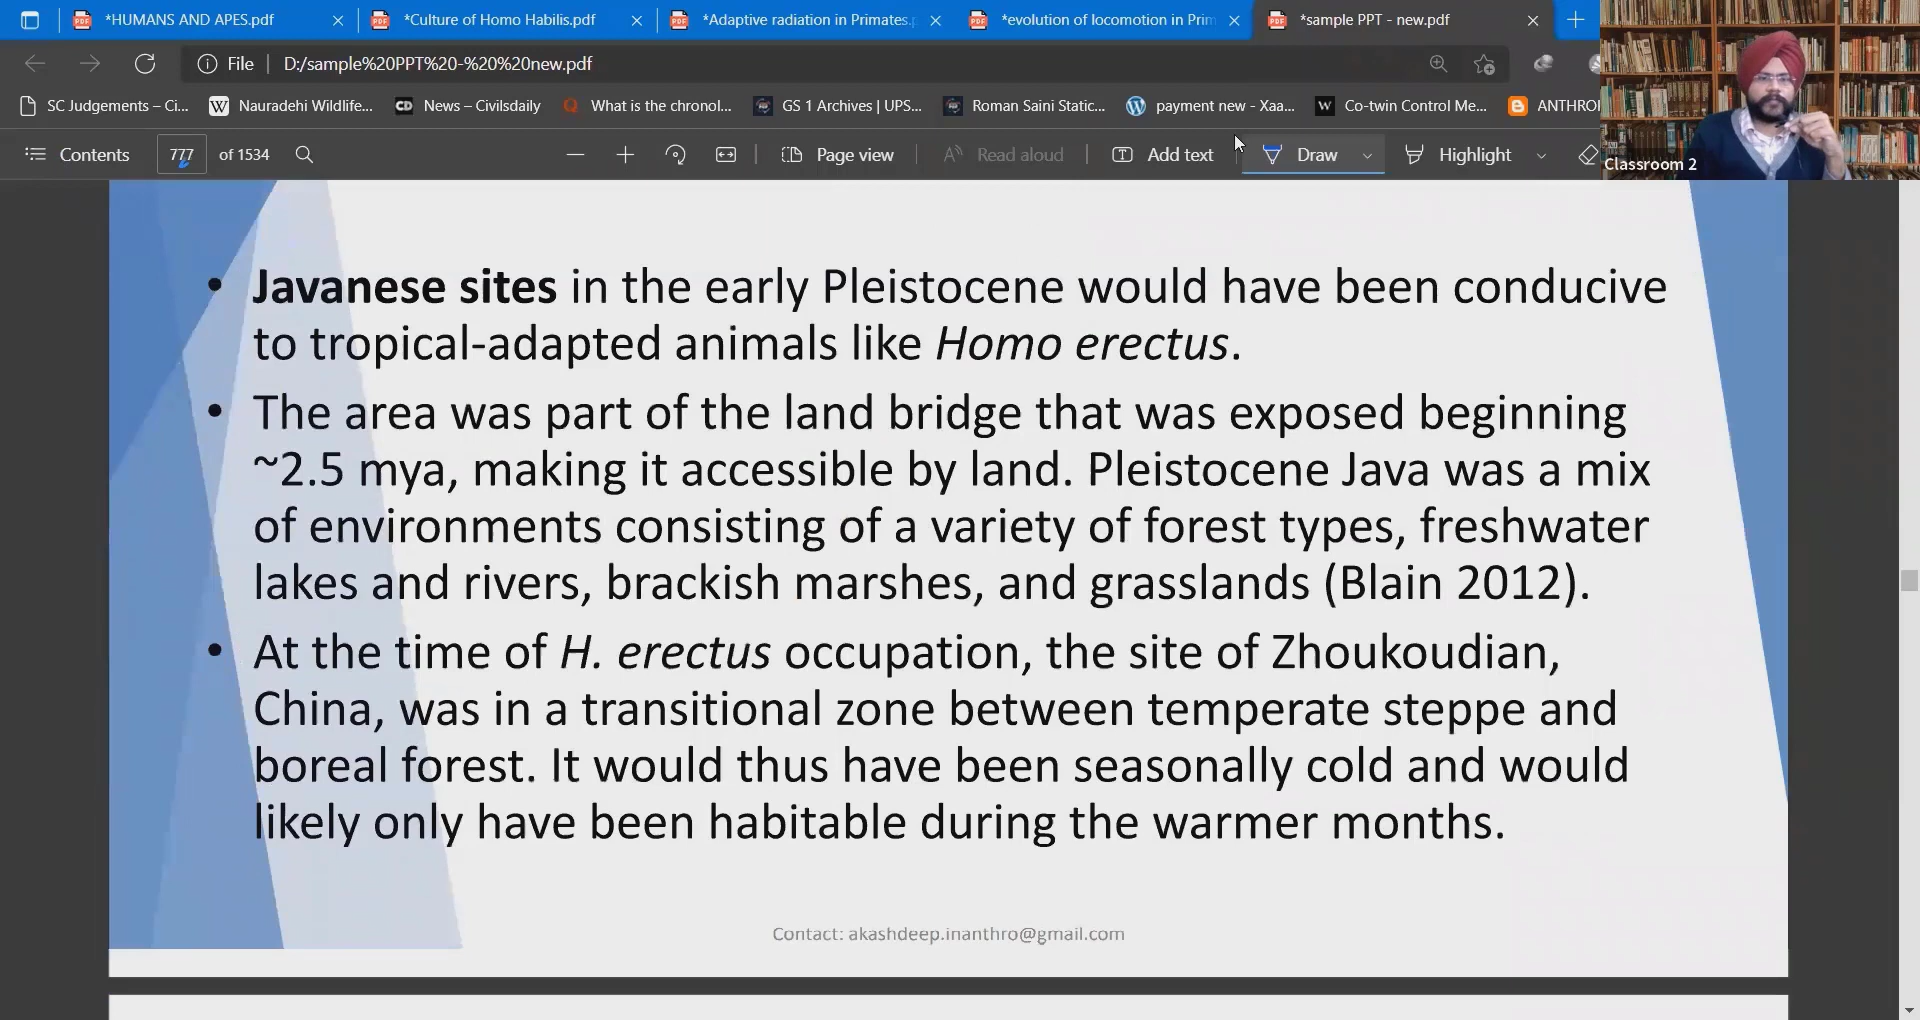 *HUMANS AND APES.pdf
*Culture of Homo Habilis.pdf
*Adaptive radiation in Primates.p
*evolution of locomotion in Prim
*sample PPT - new.pdf
File
D:/sample%20PPT%20-%20%20new.pdf
SC Judgements – Ci...
Nauradehi Wildlife...
CD
News – Civilsdaily
What is the chronol...
GS 1 Archives | UPS...
Roman Saini Static...
payment new - Xaa...
Co-twin Control Me...
Contents
777
of 1534
Page view
Read aloud
Add text
Draw
Highlight
Classroom 2
• Javanese sites in the early Pleistocene would have been conducive
to tropical-adapted animals like Homo erectus.
• The area was part of the land bridge that was exposed beginning
~2.5 mya, making it accessible by land. Pleistocene Java was a mix
of environments consisting of a variety of forest types, freshwater
lakes and rivers, brackish marshes, and grasslands (Blain 2012).
• At the time of H. erectus occupation, the site of Zhoukoudian,
China, was in a transitional zone between temperate steppe and
boreal forest. It would thus have been seasonally cold and would
likely only have been habitable during the warmer months.
Contact: akashdeep.inanthro@gmail.com